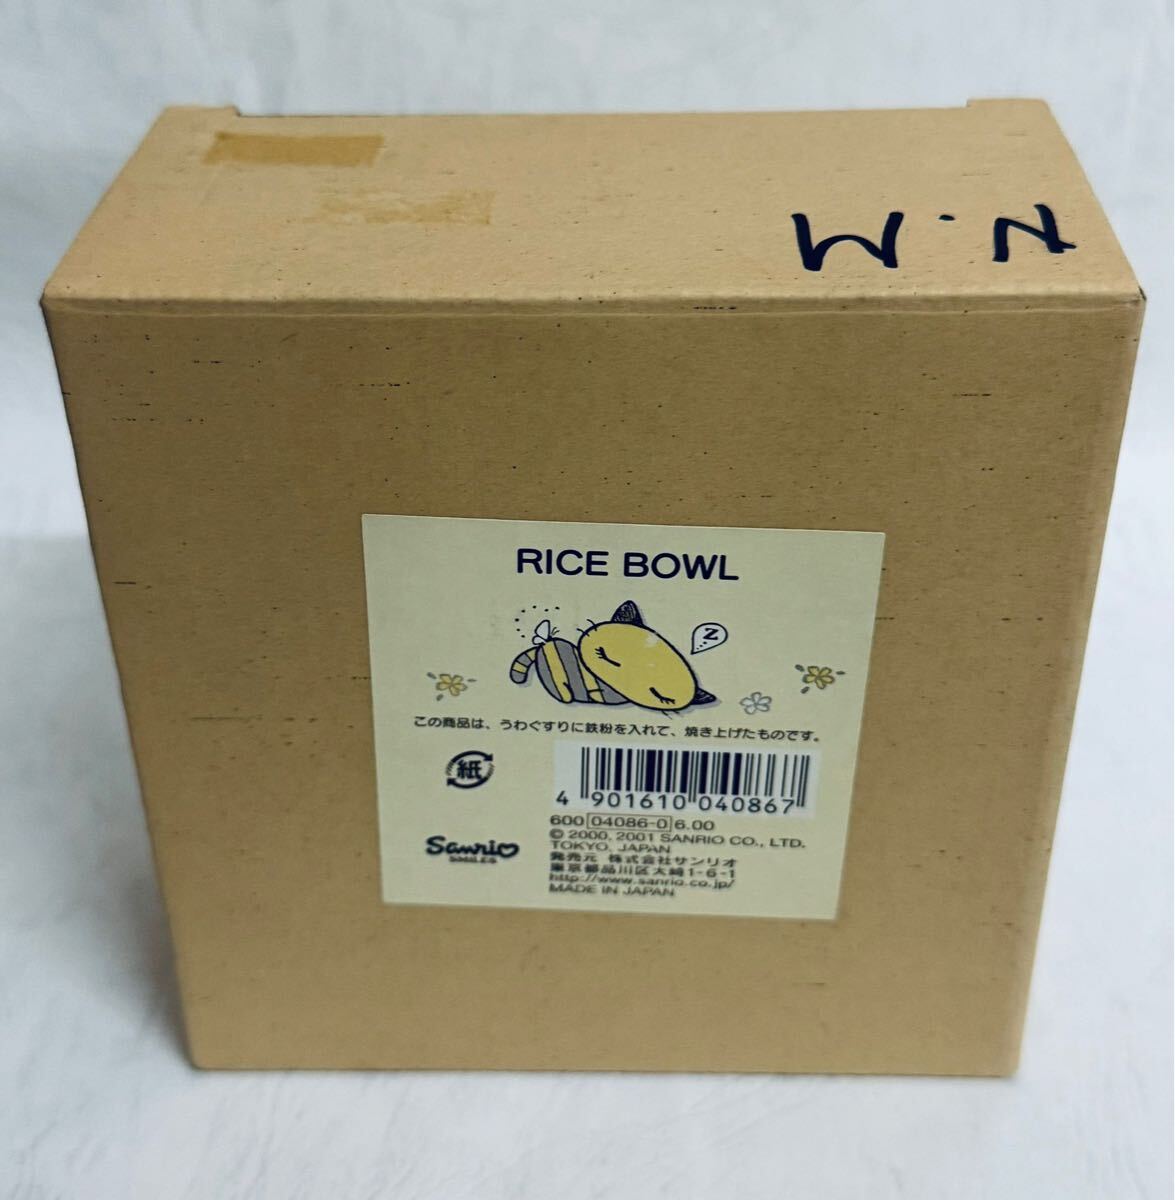 N.M
RICE BOWL
Z
この商品は、うわぐすりに鉄粉を入れて、焼き上げたものです。
紙
4 901610 040867
600 04086-0 6.00
© 2000, 2001 SANRIO CO., LTD.
TOKYO, JAPAN
発売元 株式会社サンリオ
東京都品川区大崎1-6-1
http://www.sanrio.co.jp/
MADE IN JAPAN
Sanrio
SMILES